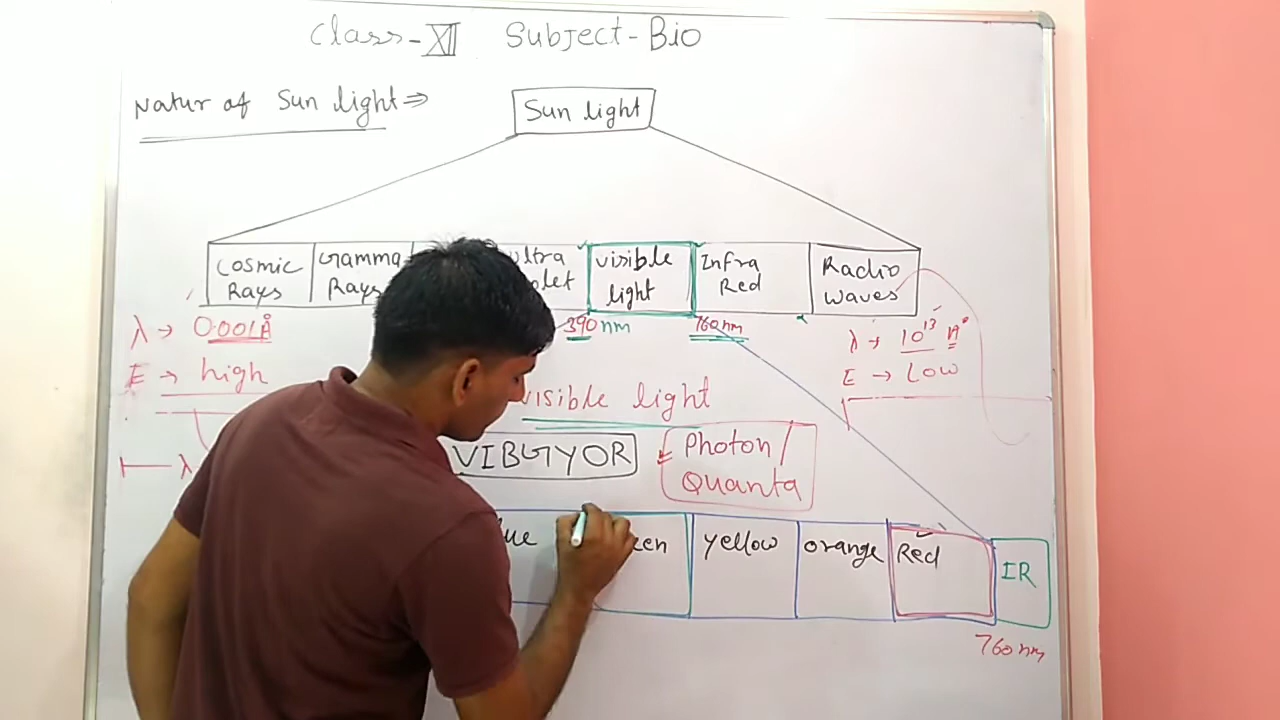 Class-XII Subject-Bio
Natur of Sun light⇒
Sun light
Cosmic
Rays
Gramma
Rays
visible
light
Infra
Red
Radio
waves
390nm
760nm
λ → 0.001Å
E → high
λ
λ → 10¹³ A°
E → Low
visible light
VIBGYOR
Photon/
Quanta
yellow
orange
Red
IR
760nm